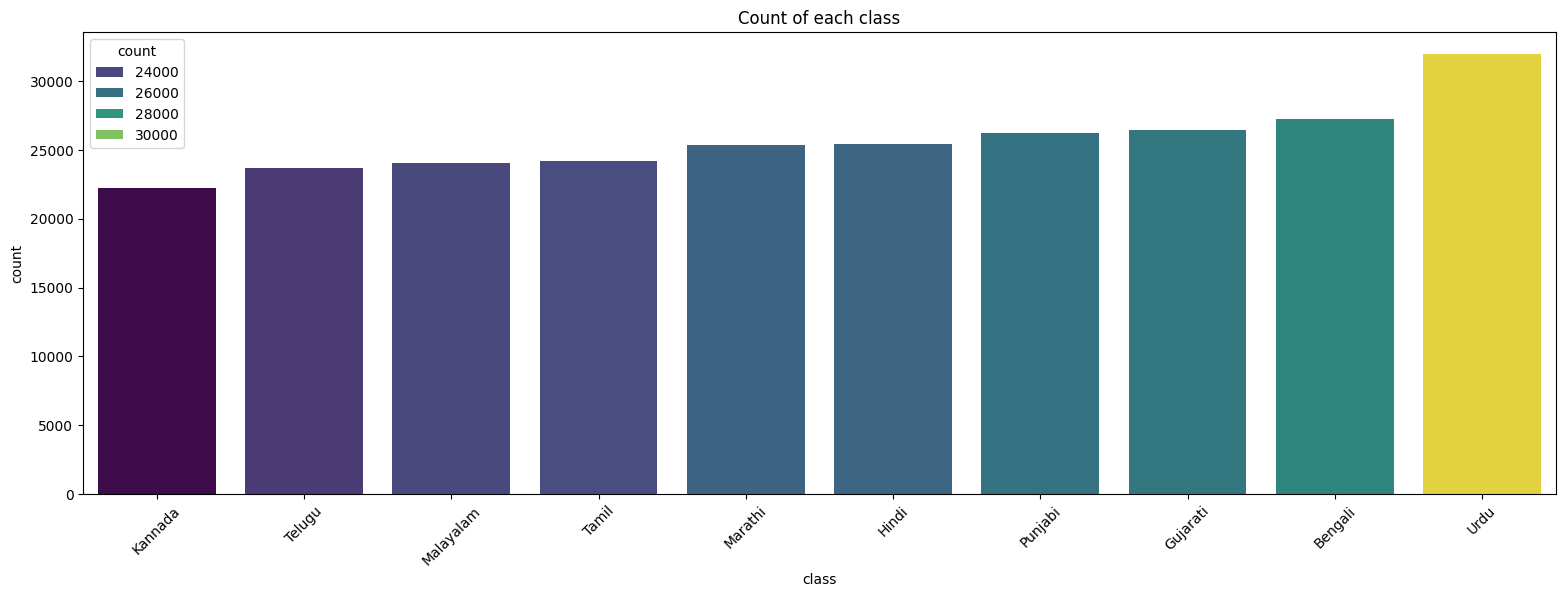 Count of each class
count
24000
26000
28000
30000
30000
25000
20000
15000
10000
5000
0
count
Kannada
Telugu
Malayalam
Tamil
Marathi
Hindi
Punjabi
Gujarati
Bengali
Urdu
class